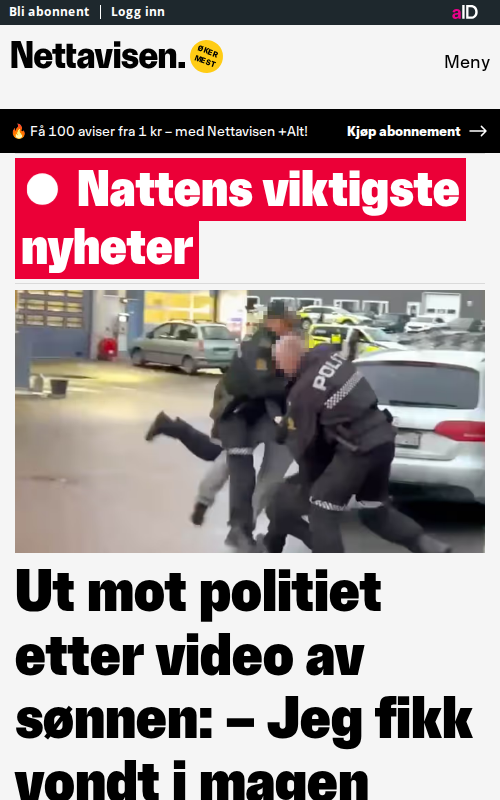 Bli abonnent
Logg inn
aID
Nettavisen.
ØKER
MEST
Meny
🔥 Få 100 aviser fra 1 kr – med Nettavisen +Alt!
Kjøp abonnement →
Nattens viktigste
nyheter
POLITI
Ut mot politiet
etter video av
sønnen: – Jeg fikk
vondt i magen